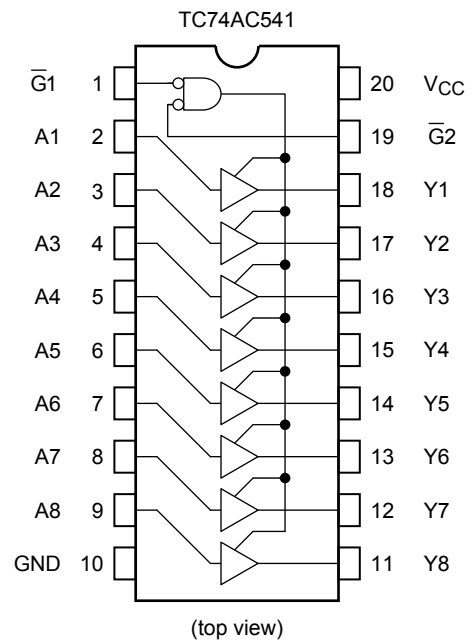 TC74AC541
G̅1 1 20 VCC
A1 2 19 G̅2
A2 3 18 Y1
A3 4 17 Y2
A4 5 16 Y3
A5 6 15 Y4
A6 7 14 Y5
A7 8 13 Y6
A8 9 12 Y7
GND 10 11 Y8
(top view)